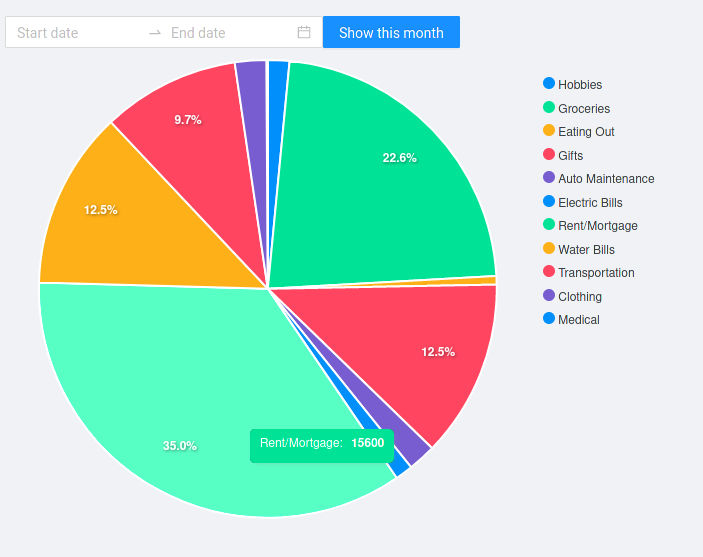 Start date End date Show this month
9.7%
22.6%
12.5%
12.5%
35.0%
Rent/Mortgage: 15600
Hobbies
Groceries
Eating Out
Gifts
Auto Maintenance
Electric Bills
Rent/Mortgage
Water Bills
Transportation
Clothing
Medical